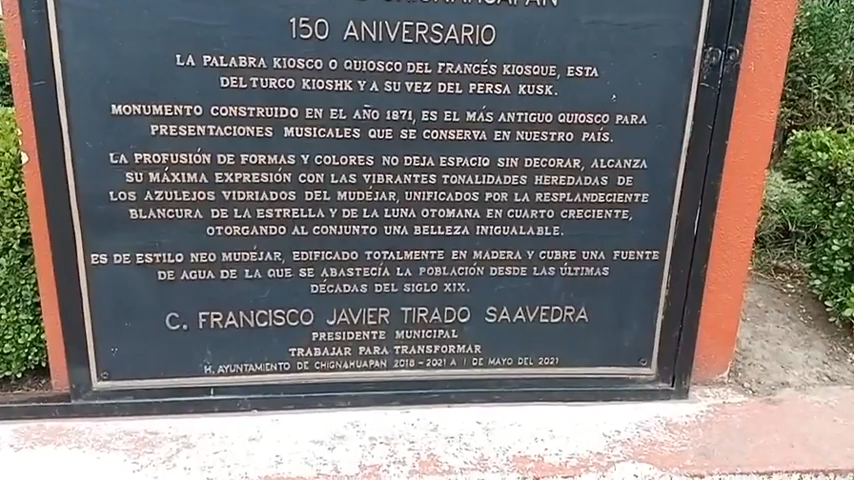 150 ANIVERSARIO
LA PALABRA KIOSCO O QUIOSCO DEL FRANCÉS KIOSQUE, ESTA
DEL TURCO KIOSHK Y A SU VEZ DEL PERSA KUSK.
MONUMENTO CONSTRUIDO EN EL AÑO 1871, ES EL MÁS ANTIGUO QUIOSCO PARA
PRESENTACIONES MUSICALES QUE SE CONSERVA EN NUESTRO PAÍS.
LA PROFUSIÓN DE FORMAS Y COLORES NO DEJA ESPACIO SIN DECORAR, ALCANZA
SU MÁXIMA EXPRESIÓN CON LAS VIBRANTES TONALIDADES HEREDADAS DE
LOS AZULEJOS VIDRIADOS DEL MUDEJAR, UNIFICADAS POR LA RESPLANDECIENTE
BLANCURA DE LA ESTRELLA Y DE LA LUNA OTOMANA EN CUARTO CRECIENTE,
OTORGANDO AL CONJUNTO UNA BELLEZA INIGUALABLE.
ES DE ESTILO NEO MUDEJAR, EDIFICADO TOTALMENTE EN MADERA Y CUBRE UNA FUENTE
DE AGUA DE LA QUE SE ABASTECÍA LA POBLACIÓN EN LAS DOS ÚLTIMAS
DÉCADAS DEL SIGLO XIX.
C. FRANCISCO JAVIER TIRADO SAAVEDRA
PRESIDENTE MUNICIPAL
TRABAJAR PARA TRANSFORMAR
H. AYUNTAMIENTO DE CHIGNAHUAPAN 2018 -2021 A 1 DE MAYO DEL 2021